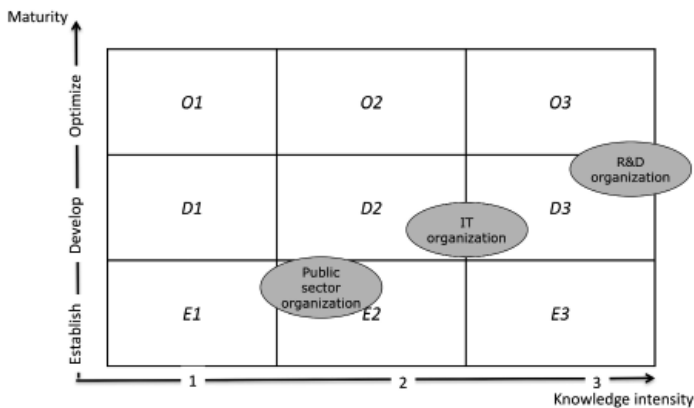 Maturity
Optimize
O1
O2
O3
R&D
organization
Develop
D1
D2
D3
IT
organization
Public
sector
organization
Establish
E1
E2
E3
1
2
3
Knowledge intensity